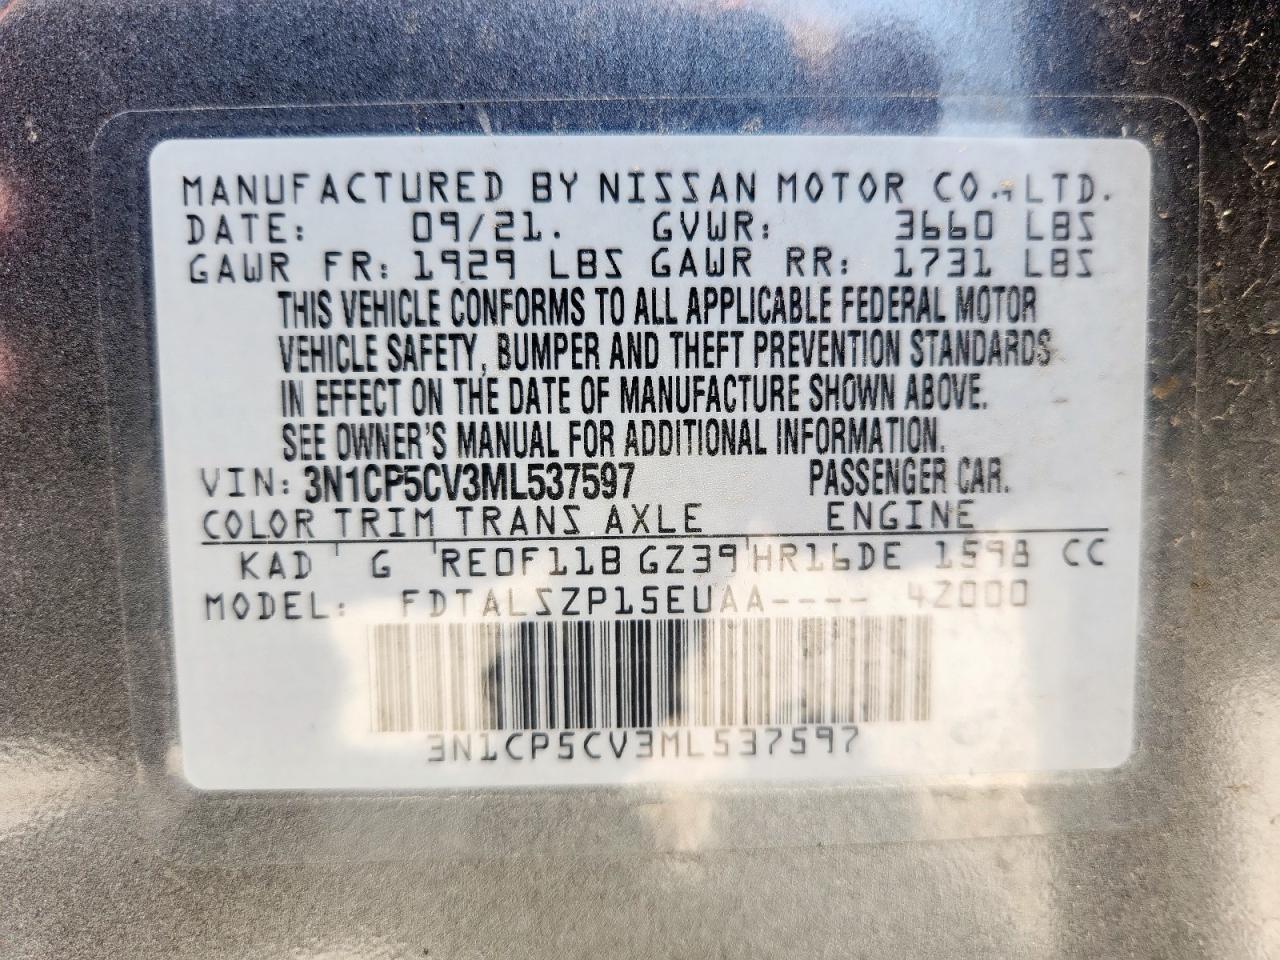 MANUFACTURED BY NISSAN MOTOR CO., LTD.
DATE: 09/21. GVWR: 3660 LBS
GAWR FR: 1929 LBS GAWR RR: 1731 LBS
THIS VEHICLE CONFORMS TO ALL APPLICABLE FEDERAL MOTOR
VEHICLE SAFETY, BUMPER AND THEFT PREVENTION STANDARDS
IN EFFECT ON THE DATE OF MANUFACTURE SHOWN ABOVE.
SEE OWNER'S MANUAL FOR ADDITIONAL INFORMATION.
VIN: 3N1CP5CV3ML537597 PASSENGER CAR.
COLOR TRIM TRANS AXLE ENGINE
KAD G RE0F11B GZ39 HR16DE 1598 CC
MODEL: FDTALSZP15EUAA---- 42000
3N1CP5CV3ML537597